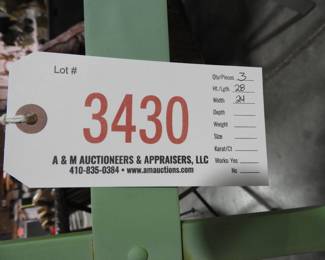 Lot #
3430
A & M AUCTIONEERS & APPRAISERS, LLC
410-835-0384 • www.amauctions.com
Qty/Pieces 3
Ht./Lgth. 28
Width 24
Depth
Weight
Size
Karat/Ct
Works Yes
No